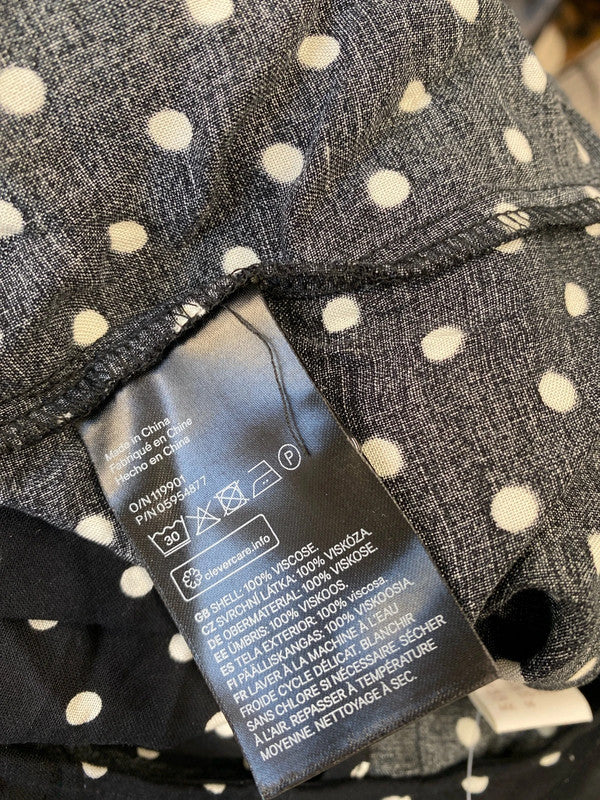 Made in China
Fabriqué en Chine
Hecho en China
O/N 119901
P/N 05954877
30
P
clevercare.info
GB SHELL: 100% VISCOSE.
CZ SVRCHNÍ LÁTKA: 100% VISKÓZA.
DE OBERMATERIAL: 100% VISKOSE.
EE ÜMBRIS: 100% VISKOOS.
ES TELA EXTERIOR: 100% viscosa.
FI PÄÄLLISKANGAS: 100% VISKOOSIA.
FR LAVER À LA MACHINE À L'EAU
FROIDE CYCLE DÉLICAT. BLANCHIR
SANS CHLORE SI NÉCESSAIRE. SÉCHER
À L'AIR. REPASSER À TEMPÉRATURE
MOYENNE. NETTOYAGE À SEC.